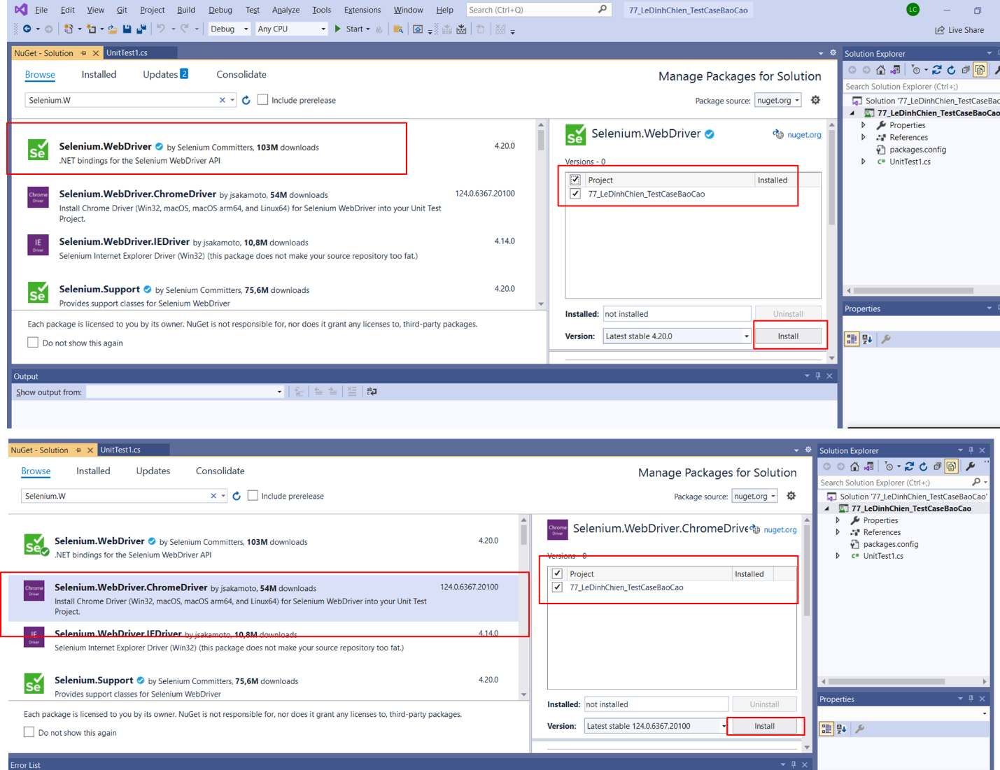 File Edit View Git Project Build Debug Test Analyze Tools Extensions Window Help Search (Ctrl+Q) 77_LeDinhChien_TestCaseBaoCao LC
Debug Any CPU Start Live Share
NuGet - Solution UnitTest1.cs
Browse Installed Updates 2 Consolidate
Manage Packages for Solution
Selenium.W Include prerelease
Package source: nuget.org
Selenium.WebDriver by Selenium Committers, 103M downloads 4.20.0
.NET bindings for the Selenium WebDriver API
Chrome Driver
Selenium.WebDriver.ChromeDriver by jsakamoto, 54M downloads 124.0.6367.20100
Install Chrome Driver (Win32, macOS, macOS arm64, and Linux64) for Selenium WebDriver into your Unit Test
Project.
IE Driver
Selenium.WebDriver.IEDriver by jsakamoto, 10,8M downloads 4.14.0
Selenium Internet Explorer Driver (Win32) (this package does not make your source repository too fat.)
Se
Selenium.Support by Selenium Committers, 75,6M downloads 4.20.0
Provides support classes for Selenium WebDriver
Each package is licensed to you by its owner. NuGet is not responsible for, nor does it grant any licenses to, third-party packages.
Do not show this again
Se Selenium.WebDriver nuget.org
Versions - 0
Project Installed
77_LeDinhChien_TestCaseBaoCao
Installed: not installed Uninstall
Version: Latest stable 4.20.0 Install
Solution Explorer
Search Solution Explorer (Ctrl+;)
Solution '77_LeDinhChien_TestCaseBao
77_LeDinhChien_TestCaseBaoCao
Properties
References
packages.config
C# UnitTest1.cs
Properties
Output
Show output from:
NuGet - Solution UnitTest1.cs
Browse Installed Updates Consolidate
Manage Packages for Solution
Selenium.W Include prerelease
Package source: nuget.org
Se
Selenium.WebDriver by Selenium Committers, 103M downloads 4.20.0
.NET bindings for the Selenium WebDriver API
Chrome Driver
Selenium.WebDriver.ChromeDriver by jsakamoto, 54M downloads 124.0.6367.20100
Install Chrome Driver (Win32, macOS, macOS arm64, and Linux64) for Selenium WebDriver into your Unit Test
Project.
IE Driver
Selenium.WebDriver.IEDriver by jsakamoto, 10,8M downloads 4.14.0
Selenium Internet Explorer Driver (Win32) (this package does not make your source repository too fat.)
Se
Selenium.Support by Selenium Committers, 75,6M downloads 4.20.0
Provides support classes for Selenium WebDriver
Each package is licensed to you by its owner. NuGet is not responsible for, nor does it grant any licenses to, third-party packages.
Do not show this again
Chrome Driver
Selenium.WebDriver.ChromeDrive nuget.org
Versions - 0
Project Installed
77_LeDinhChien_TestCaseBaoCao
Installed: not installed Uninstall
Version: Latest stable 124.0.6367.20100 Install
Solution Explorer
Search Solution Explorer (Ctrl+;)
Solution '77_LeDinhChien_TestCaseBaoCao'
77_LeDinhChien_TestCaseBaoCao
Properties
References
packages.config
C# UnitTest1.cs
Properties
Error List